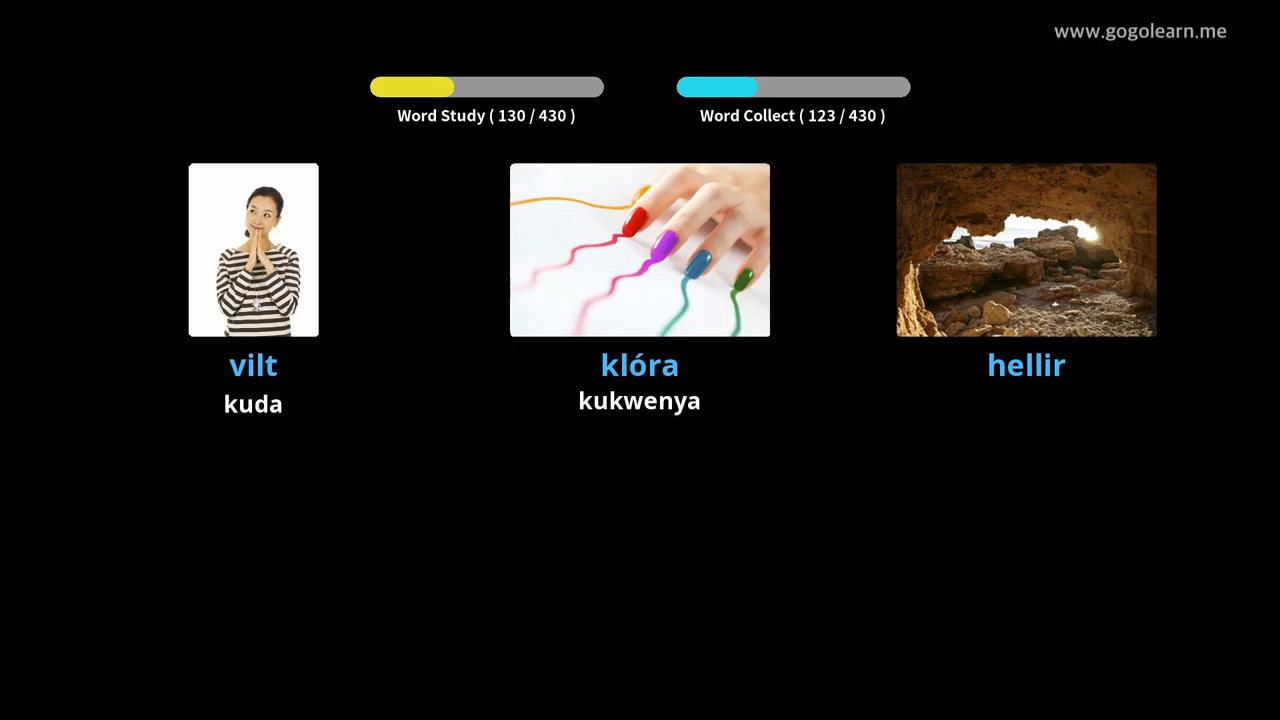 www.gogolearn.me
Word Study ( 130 / 430 )
Word Collect ( 123 / 430 )
vilt
kuda
klóra
kukwenya
hellir